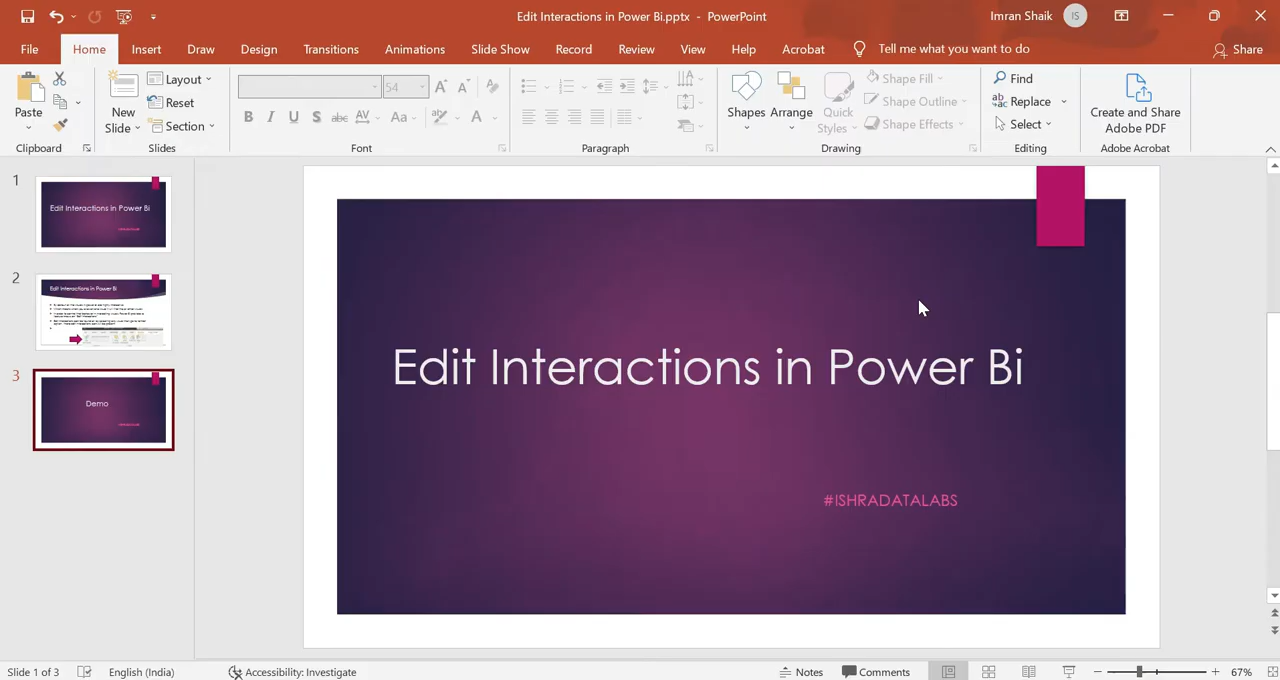 Edit Interactions in Power Bi.pptx - PowerPoint
Imran Shaik
IS
File
Home
Insert
Draw
Design
Transitions
Animations
Slide Show
Record
Review
View
Help
Acrobat
Tell me what you want to do
Share
Paste
Clipboard
New
Slide
Layout
Reset
Section
Slides
54
B I U S abc AV Aa A
Font
Paragraph
Shapes
Arrange
Quick
Styles
Shape Fill
Shape Outline
Shape Effects
Drawing
Find
Replace
Select
Editing
Create and Share
Adobe PDF
Adobe Acrobat
1
Edit Interactions in Power Bi
2
Edit Interactions in Power Bi
3
Demo
Edit Interactions in Power Bi
#ISHRADATALABS
Slide 1 of 3
English (India)
Accessibility: Investigate
Notes
Comments
67%